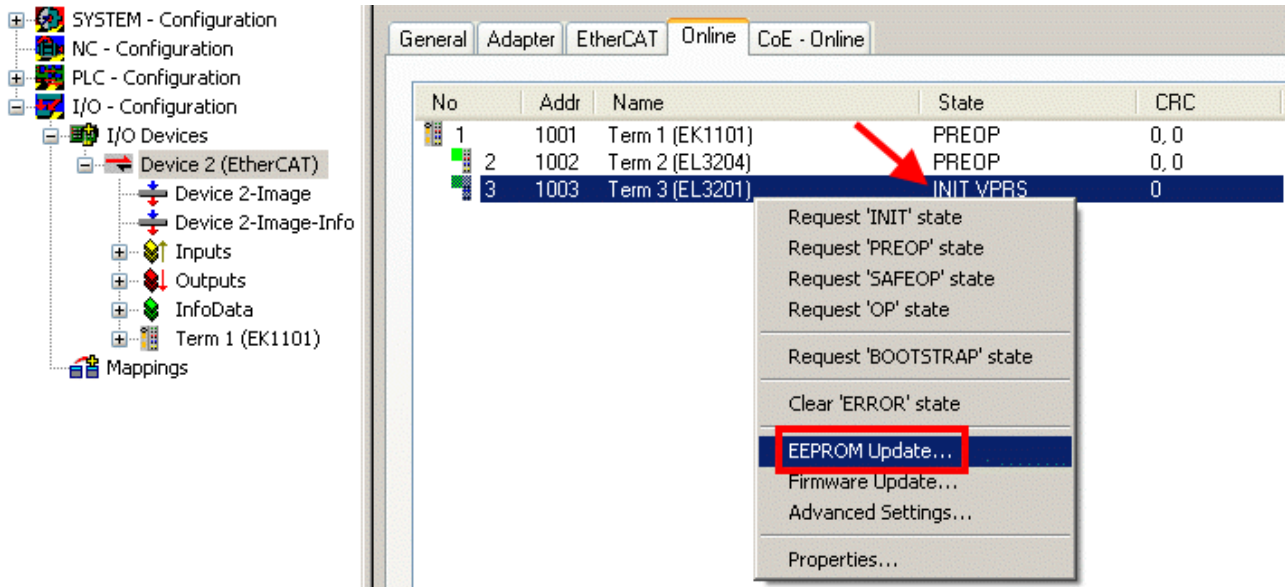 SYSTEM - Configuration
NC - Configuration
PLC - Configuration
I/O - Configuration
I/O Devices
Device 2 (EtherCAT)
Device 2-Image
Device 2-Image-Info
Inputs
Outputs
InfoData
Term 1 (EK1101)
Mappings
General Adapter EtherCAT Online CoE - Online
No Addr Name State CRC
1 1001 Term 1 (EK1101) PREOP 0, 0
2 1002 Term 2 (EL3204) PREOP 0, 0
3 1003 Term 3 (EL3201) INIT VPRS 0
Request 'INIT' state
Request 'PREOP' state
Request 'SAFEOP' state
Request 'OP' state
Request 'BOOTSTRAP' state
Clear 'ERROR' state
EEPROM Update...
Firmware Update...
Advanced Settings...
Properties...